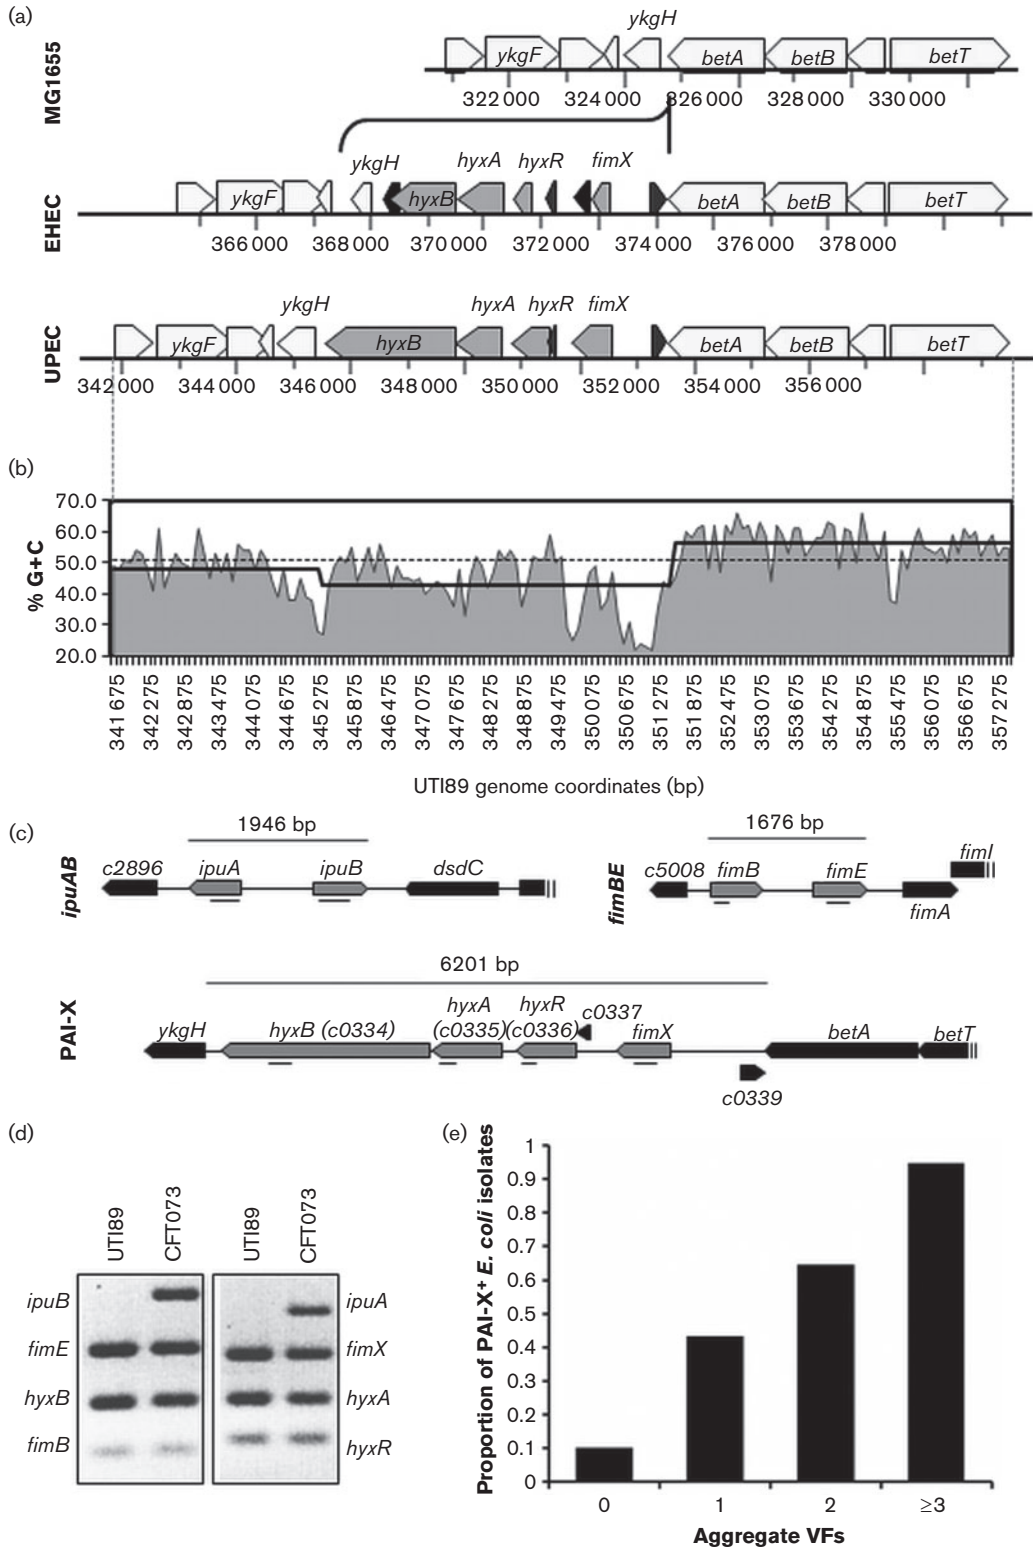 (a)
ykgH
MG1655
ykgF
betA
betB
betT
322 000 324 000 826 000 328 000 330 000
ykgH hyxA hyxR fimX
EHEC
ykgF
hyxB
betA
betB
betT
366 000 368 000 370 000 372 000 374 000 376 000 378 000
ykgH hyxA hyxR fimX
UPEC
ykgF
hyxB
betA
betB
betT
342 000 344 000 346 000 348 000 350 000 352 000 354 000 356 000
(b)
% G+C
70.0
60.0
50.0
40.0
30.0
20.0
341 675 342 275 342 875 343 475 344 075 344 675 345 275 345 875 346 475 347 075 347 675 348 275 348 875 349 475 350 075 350 675 351 275 351 875 352 475 353 075 353 675 354 275 354 875 355 475 356 075 356 675 357 275
UTI89 genome coordinates (bp)
(c)
ipuAB
1946 bp
c2896 ipuA ipuB dsdC
fimBE
1676 bp
c5008 fimB fimE fimI
fimA
PAI-X
6201 bp
ykgH
hyxB (c0334)
hyxA
(c0335)
hyxR
(c0336)
c0337
fimX
betA
betT
c0339
(d)
UTI89
CFT073
UTI89
CFT073
ipuB
fimE
hyxB
fimB
ipuA
fimX
hyxA
hyxR
(e)
Proportion of PAI-X+ E. coli isolates
1
0.9
0.8
0.7
0.6
0.5
0.4
0.3
0.2
0.1
0
0 1 2 ≥3
Aggregate VFs